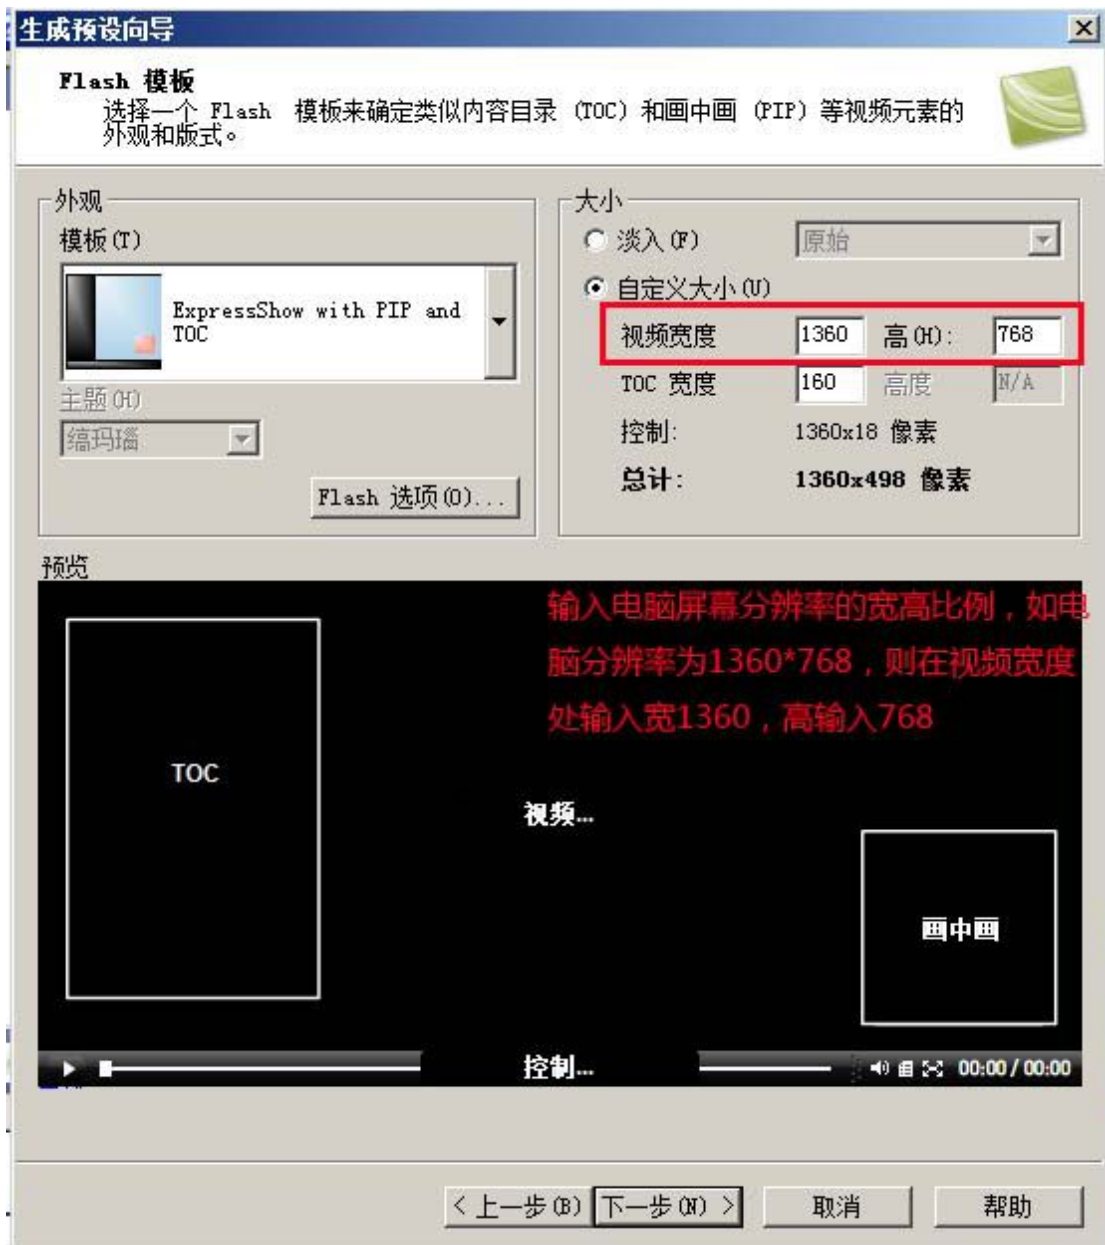 生成预设向导
Flash 模板
选择一个 Flash 模板来确定类似内容目录 (TOC) 和画中画 (PIP) 等视频元素的
外观和版式。
外观
模板(T)
ExpressShow with PIP and
TOC
主题(H)
缟玛瑙
Flash 选项(O)...
大小
淡入(F) 原始
自定义大小(U)
视频宽度 1360 高(H): 768
TOC 宽度 160 高度 N/A
控制: 1360x18 像素
总计: 1360x498 像素
预览
输入电脑屏幕分辨率的宽高比例，如电
脑分辨率为1360*768，则在视频宽度
处输入宽1360，高输入768
TOC
视频...
画中画
控制...
00:00 / 00:00
< 上一步(B) 下一步(N) > 取消 帮助